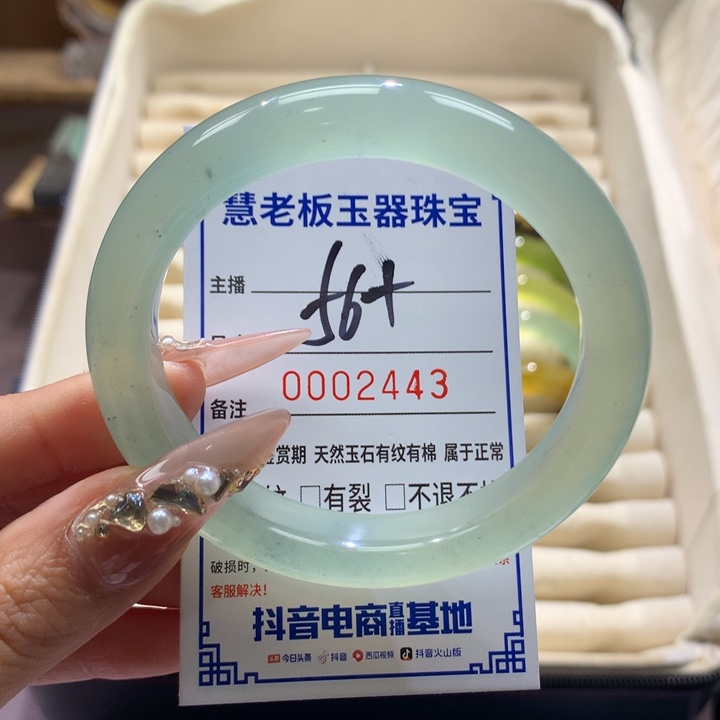 慧老板玉器珠宝
主播 56+
0002443
备注
赏期 天然玉石有纹有棉 属于正常
□有裂 □不退不
破损时，
客服解决！
抖音电商直播基地
头条 今日头条 抖音 西瓜视频 抖音火山版